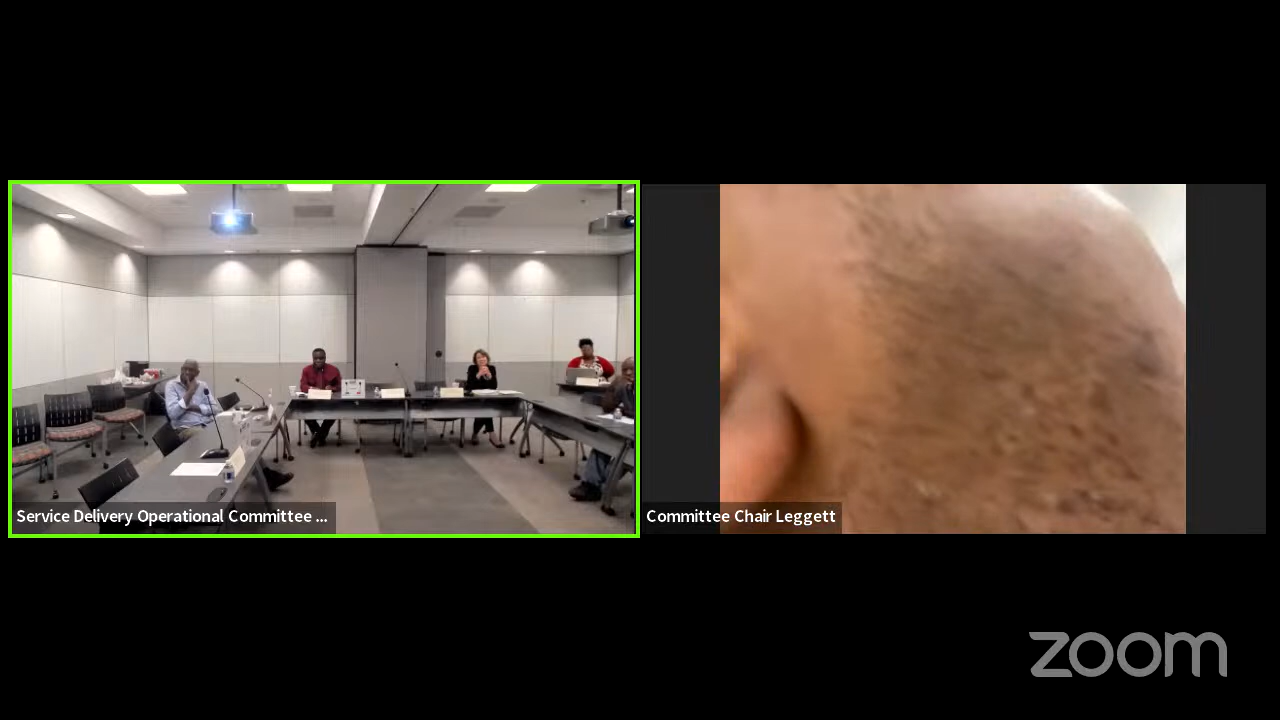 Service Delivery Operational Committee ...
Committee Chair Leggett
zoom